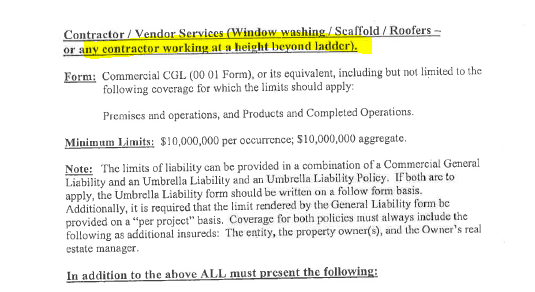 Contractor / Vendor Services (Window washing / Scaffold / Roofers –
or any contractor working at a height beyond ladder).
Form: Commercial CGL (00 01 Form), or its equivalent, including but not limited to the
following coverage for which the limits should apply:
Premises and operations, and Products and Completed Operations.
Minimum Limits: $10,000,000 per occurrence; $10,000,000 aggregate.
Note: The limits of liability can be provided in a combination of a Commercial General
Liability and an Umbrella Liability and an Umbrella Liability Policy. If both are to
apply, the Umbrella Liability form should be written on a follow form basis.
Additionally, it is required that the limit rendered by the General Liability form be
provided on a "per project" basis. Coverage for both policies must always include the
following as additional insureds: The entity, the property owner(s), and the Owner's real
estate manager.
In addition to the above ALL must present the following: